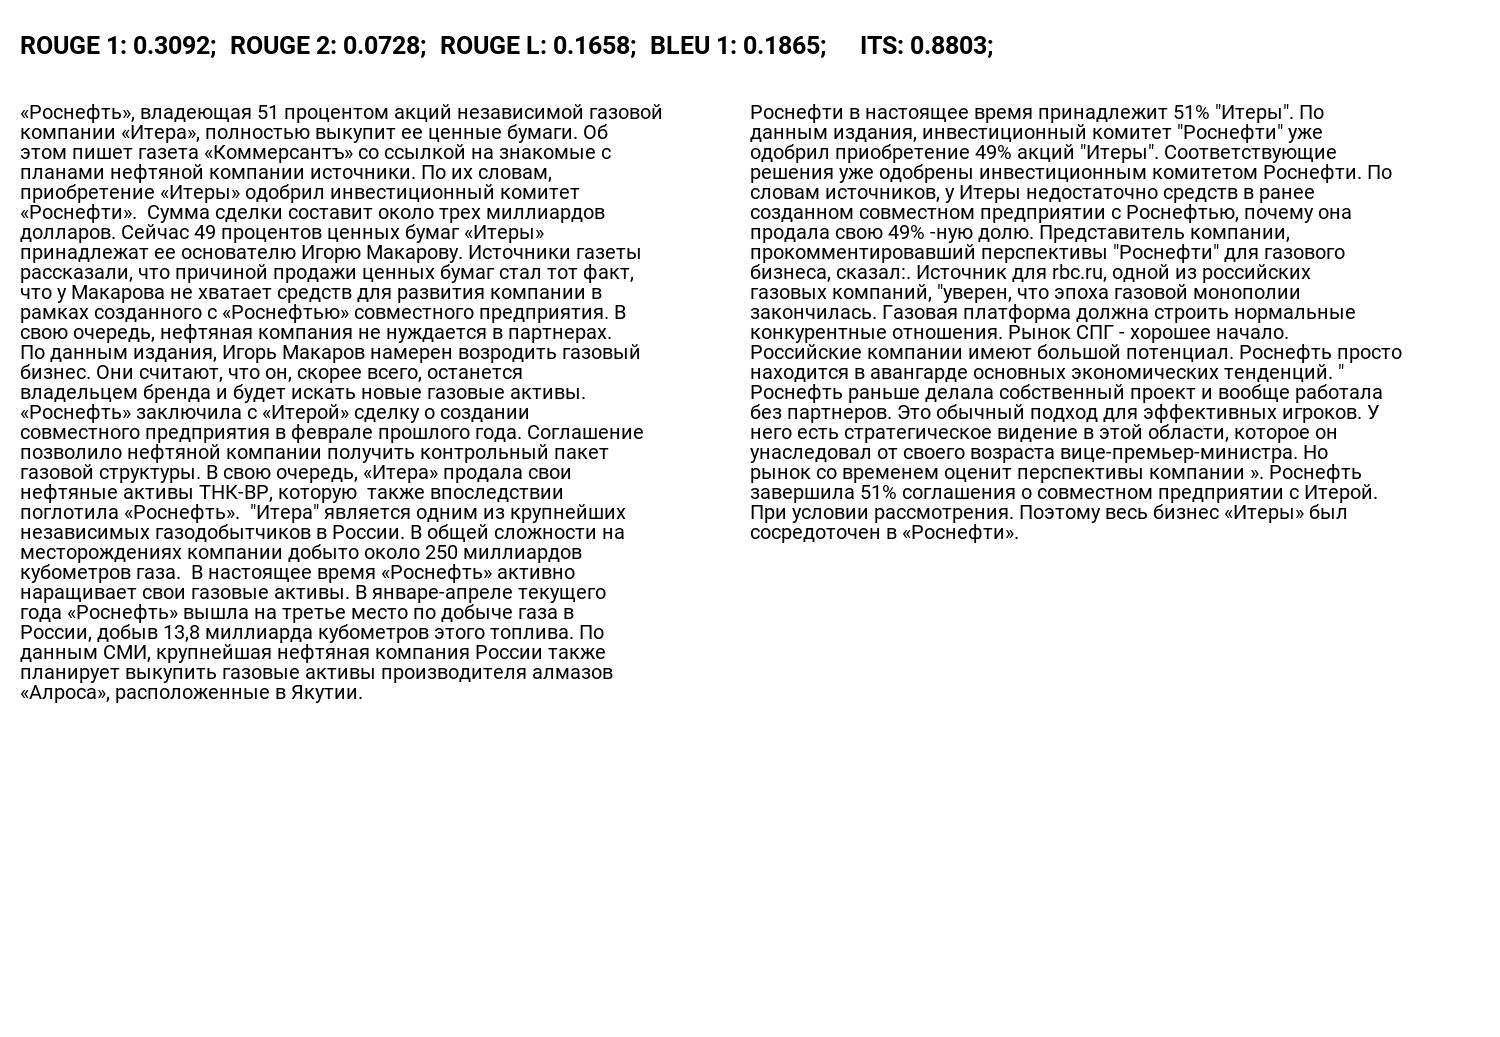 ROUGE 1: 0.3092;  ROUGE 2: 0.0728;  ROUGE L: 0.1658;  BLEU 1: 0.1865;     ITS: 0.8803;
«Роснефть», владеющая 51 процентом акций независимой газовой
компании «Итера», полностью выкупит ее ценные бумаги. Об
этом пишет газета «Коммерсантъ» со ссылкой на знакомые с
планами нефтяной компании источники. По их словам,
приобретение «Итеры» одобрил инвестиционный комитет
«Роснефти».  Сумма сделки составит около трех миллиардов
долларов. Сейчас 49 процентов ценных бумаг «Итеры»
принадлежат ее основателю Игорю Макарову. Источники газеты
рассказали, что причиной продажи ценных бумаг стал тот факт,
что у Макарова не хватает средств для развития компании в
рамках созданного с «Роснефтью» совместного предприятия. В
свою очередь, нефтяная компания не нуждается в партнерах.
По данным издания, Игорь Макаров намерен возродить газовый
бизнес. Они считают, что он, скорее всего, останется
владельцем бренда и будет искать новые газовые активы.
«Роснефть» заключила с «Итерой» сделку о создании
совместного предприятия в феврале прошлого года. Соглашение
позволило нефтяной компании получить контрольный пакет
газовой структуры. В свою очередь, «Итера» продала свои
нефтяные активы ТНК-ВР, которую  также впоследствии
поглотила «Роснефть».  "Итера" является одним из крупнейших
независимых газодобытчиков в России. В общей сложности на
месторождениях компании добыто около 250 миллиардов
кубометров газа.  В настоящее время «Роснефть» активно
наращивает свои газовые активы. В январе-апреле текущего
года «Роснефть» вышла на третье место по добыче газа в
России, добыв 13,8 миллиарда кубометров этого топлива. По
данным СМИ, крупнейшая нефтяная компания России также
планирует выкупить газовые активы производителя алмазов
«Алроса», расположенные в Якутии.
Роснефти в настоящее время принадлежит 51% "Итеры". По
данным издания, инвестиционный комитет "Роснефти" уже
одобрил приобретение 49% акций "Итеры". Соответствующие
решения уже одобрены инвестиционным комитетом Роснефти. По
словам источников, у Итеры недостаточно средств в ранее
созданном совместном предприятии с Роснефтью, почему она
продала свою 49% -ную долю. Представитель компании,
прокомментировавший перспективы "Роснефти" для газового
бизнеса, сказал:. Источник для rbc.ru, одной из российских
газовых компаний, "уверен, что эпоха газовой монополии
закончилась. Газовая платформа должна строить нормальные
конкурентные отношения. Рынок СПГ - хорошее начало.
Российские компании имеют большой потенциал. Роснефть просто
находится в авангарде основных экономических тенденций. "
Роснефть раньше делала собственный проект и вообще работала
без партнеров. Это обычный подход для эффективных игроков. У
него есть стратегическое видение в этой области, которое он
унаследовал от своего возраста вице-премьер-министра. Но
рынок со временем оценит перспективы компании ». Роснефть
завершила 51% соглашения о совместном предприятии с Итерой.
При условии рассмотрения. Поэтому весь бизнес «Итеры» был
сосредоточен в «Роснефти».